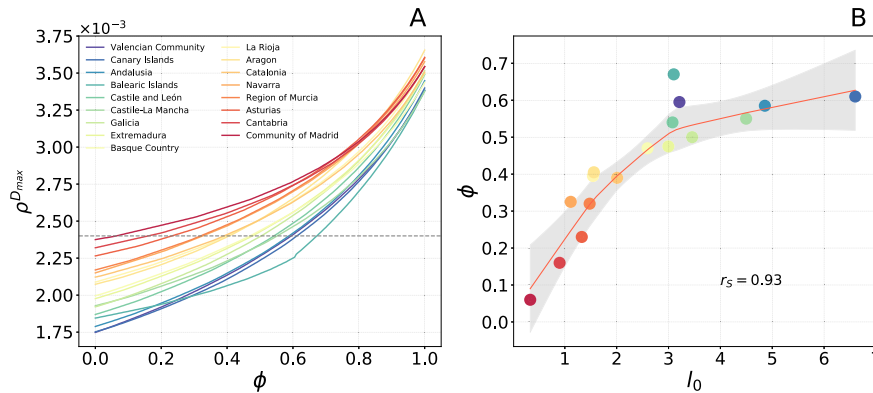 A
×10⁻³
3.75
3.50
3.25
3.00
2.75
2.50
2.25
2.00
1.75
ρ^{D_{max}}
Valencian Community
Canary Islands
Andalusia
Balearic Islands
Castile and León
Castile-La Mancha
Galicia
Extremadura
Basque Country
La Rioja
Aragon
Catalonia
Navarra
Region of Murcia
Asturias
Cantabria
Community of Madrid
0.0 0.2 0.4 0.6 0.8 1.0
ϕ
B
0.7
0.6
0.5
0.4
0.3
0.2
0.1
0.0
ϕ
r_S = 0.93
1 2 3 4 5 6 7
I_0